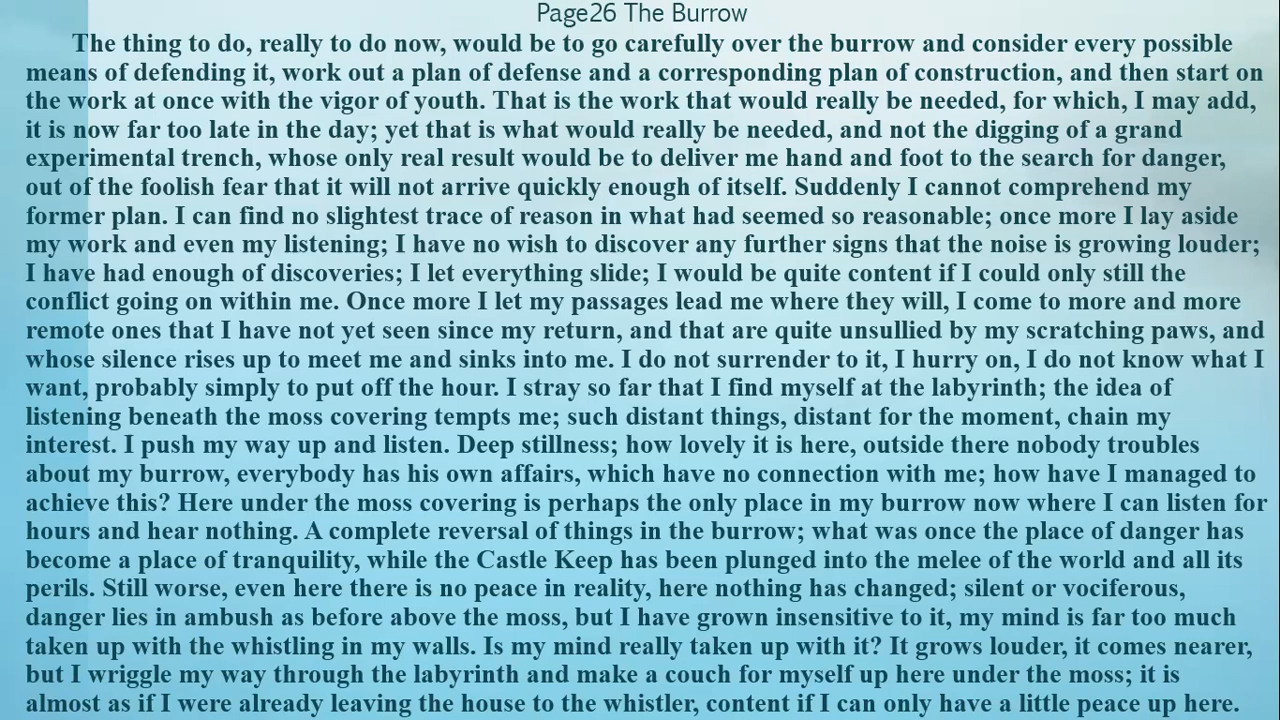 Page26 The Burrow
The thing to do, really to do now, would be to go carefully over the burrow and consider every possible
means of defending it, work out a plan of defense and a corresponding plan of construction, and then start on
the work at once with the vigor of youth. That is the work that would really be needed, for which, I may add,
it is now far too late in the day; yet that is what would really be needed, and not the digging of a grand
experimental trench, whose only real result would be to deliver me hand and foot to the search for danger,
out of the foolish fear that it will not arrive quickly enough of itself. Suddenly I cannot comprehend my
former plan. I can find no slightest trace of reason in what had seemed so reasonable; once more I lay aside
my work and even my listening; I have no wish to discover any further signs that the noise is growing louder;
I have had enough of discoveries; I let everything slide; I would be quite content if I could only still the
conflict going on within me. Once more I let my passages lead me where they will, I come to more and more
remote ones that I have not yet seen since my return, and that are quite unsullied by my scratching paws, and
whose silence rises up to meet me and sinks into me. I do not surrender to it, I hurry on, I do not know what I
want, probably simply to put off the hour. I stray so far that I find myself at the labyrinth; the idea of
listening beneath the moss covering tempts me; such distant things, distant for the moment, chain my
interest. I push my way up and listen. Deep stillness; how lovely it is here, outside there nobody troubles
about my burrow, everybody has his own affairs, which have no connection with me; how have I managed to
achieve this? Here under the moss covering is perhaps the only place in my burrow now where I can listen for
hours and hear nothing. A complete reversal of things in the burrow; what was once the place of danger has
become a place of tranquility, while the Castle Keep has been plunged into the melee of the world and all its
perils. Still worse, even here there is no peace in reality, here nothing has changed; silent or vociferous,
danger lies in ambush as before above the moss, but I have grown insensitive to it, my mind is far too much
taken up with the whistling in my walls. Is my mind really taken up with it? It grows louder, it comes nearer,
but I wriggle my way through the labyrinth and make a couch for myself up here under the moss; it is
almost as if I were already leaving the house to the whistler, content if I can only have a little peace up here.